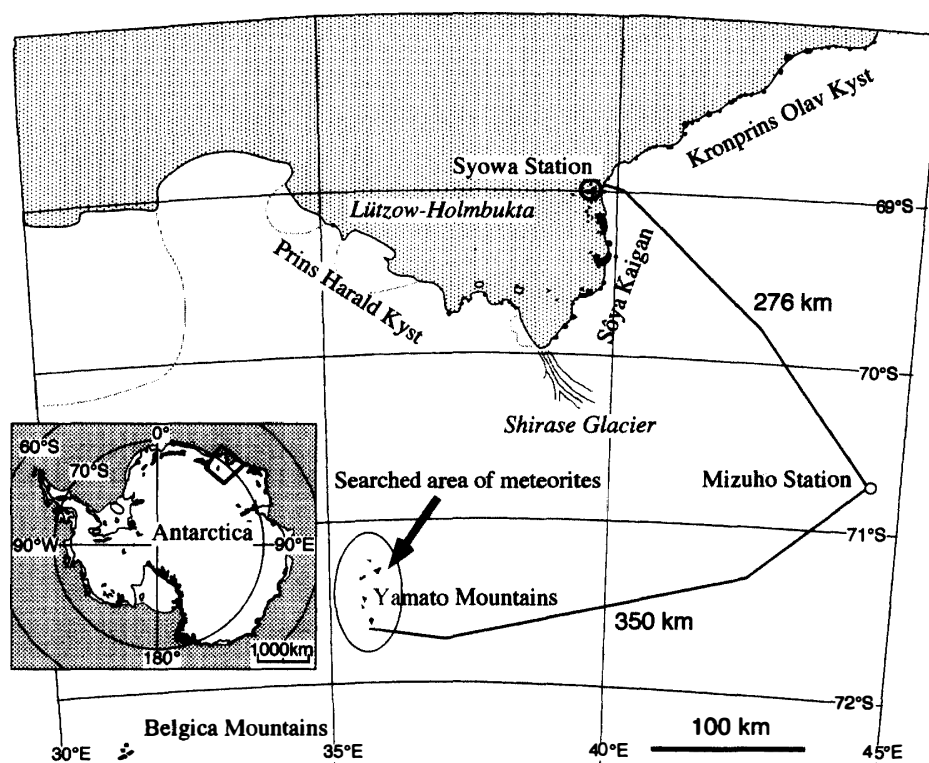 Kronprins Olav Kyst
Syowa Station
69°S
Lützow-Holmbukta
Prins Harald Kyst
Sôya Kaigan
276 km
70°S
Shirase Glacier
Mizuho Station
Searched area of meteorites
71°S
Yamato Mountains
350 km
72°S
Belgica Mountains
100 km
30°E
35°E
40°E
45°E
60°S
0°
70°S
Antarctica
90°W
90°E
180°
1000km